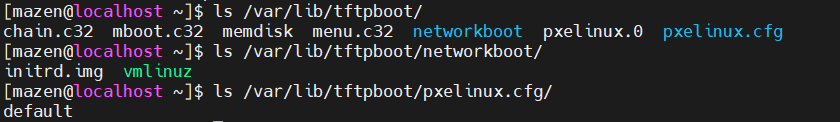 [mazen@localhost ~]$ ls /var/lib/tftpboot/
chain.c32  mboot.c32  memdisk  menu.c32  networkboot  pxelinux.0  pxelinux.cfg
[mazen@localhost ~]$ ls /var/lib/tftpboot/networkboot/
initrd.img  vmlinuz
[mazen@localhost ~]$ ls /var/lib/tftpboot/pxelinux.cfg/
default